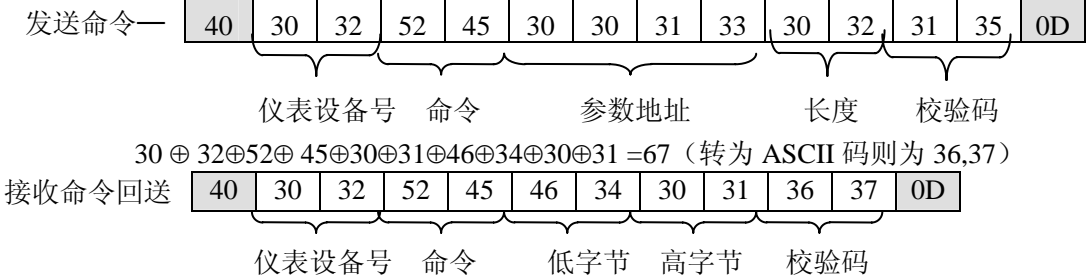 发送命令— 40 30 32 52 45 30 30 31 33 30 32 31 35 0D
仪表设备号 命令 参数地址 长度 校验码
30 ⊕ 32⊕52⊕ 45⊕30⊕31⊕46⊕34⊕30⊕31 =67（转为 ASCII 码则为 36,37）
接收命令回送 40 30 32 52 45 46 34 30 31 36 37 0D
仪表设备号 命令 低字节 高字节 校验码